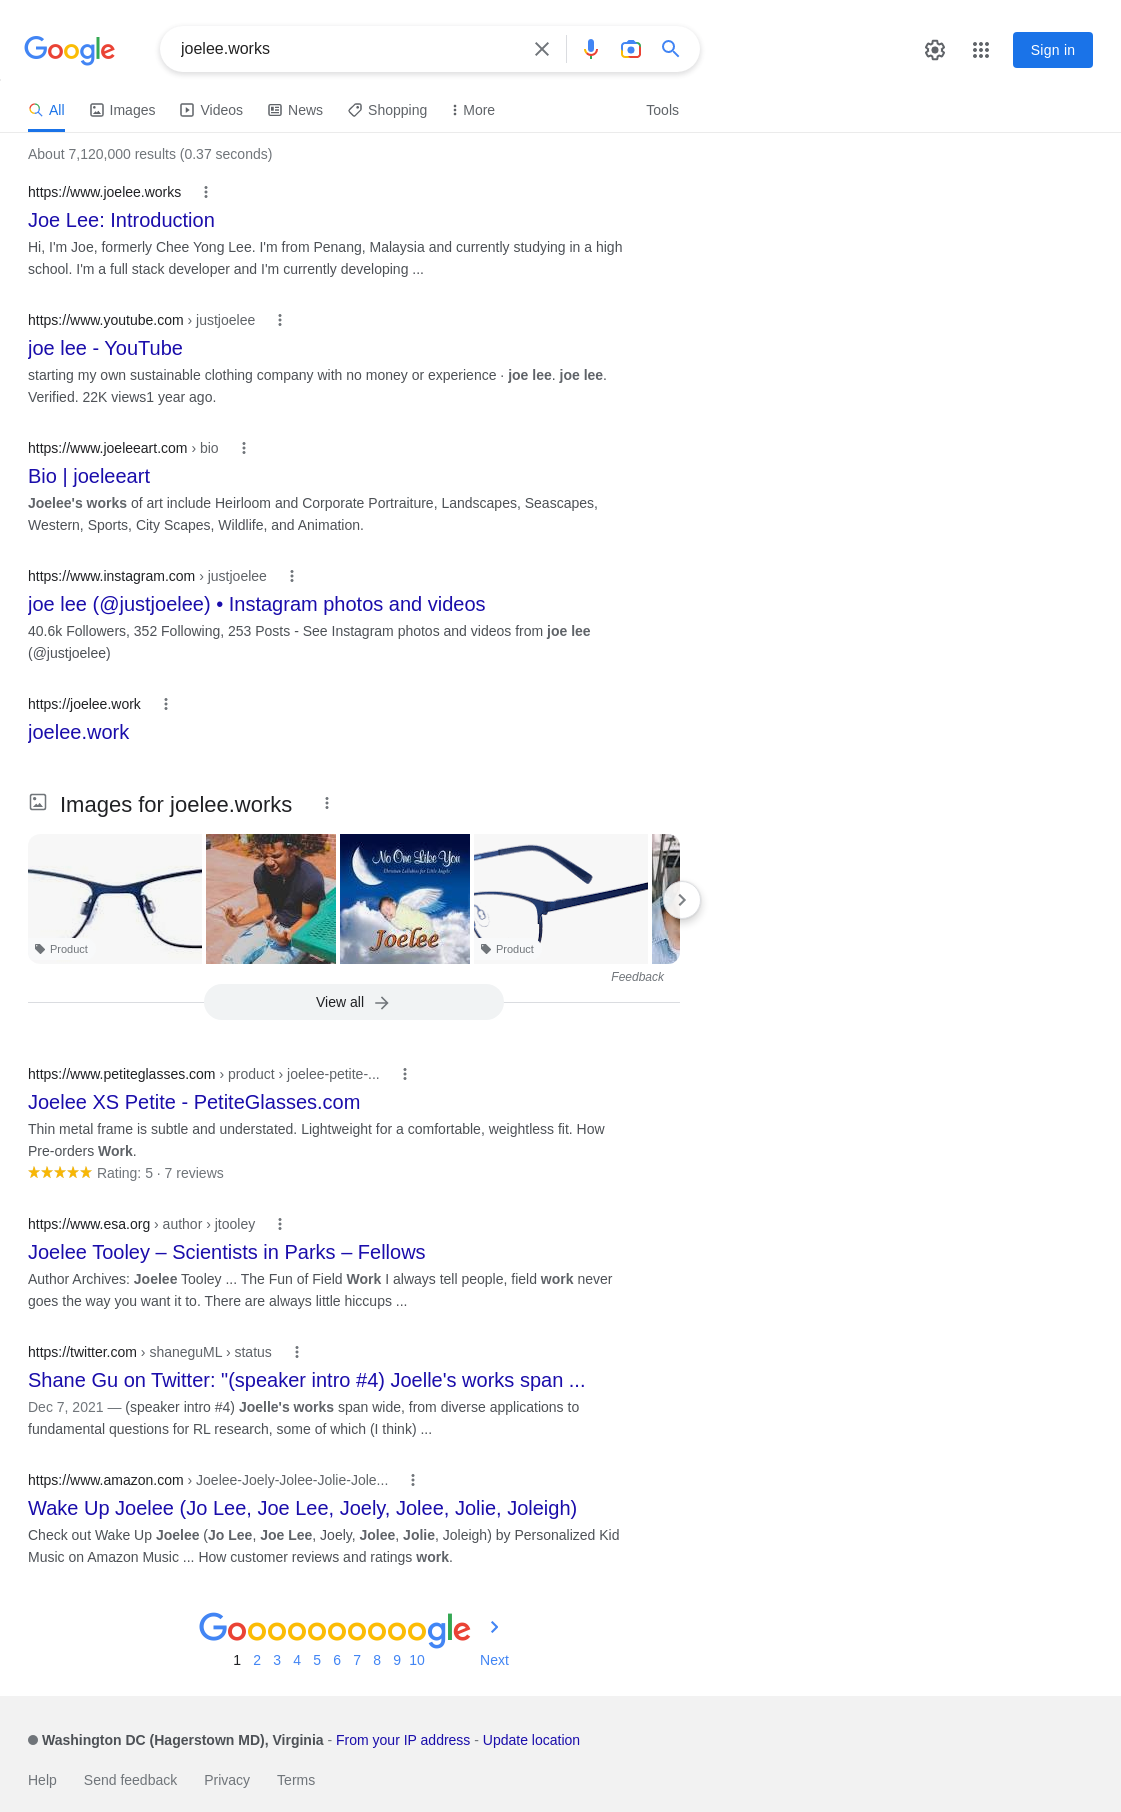 Google
joelee.works
Sign in
All
Images
Videos
News
Shopping
More
Tools
About 7,120,000 results (0.37 seconds)
https://www.joelee.works
Joe Lee: Introduction
Hi, I'm Joe, formerly Chee Yong Lee. I'm from Penang, Malaysia and currently studying in a high
school. I'm a full stack developer and I'm currently developing ...
https://www.youtube.com › justjoelee
joe lee - YouTube
starting my own sustainable clothing company with no money or experience · joe lee. joe lee.
Verified. 22K views1 year ago.
https://www.joeleeart.com › bio
Bio | joeleeart
Joelee's works of art include Heirloom and Corporate Portraiture, Landscapes, Seascapes,
Western, Sports, City Scapes, Wildlife, and Animation.
https://www.instagram.com › justjoelee
joe lee (@justjoelee) • Instagram photos and videos
40.6k Followers, 352 Following, 253 Posts - See Instagram photos and videos from joe lee
(@justjoelee)
https://joelee.work
joelee.work
Images for joelee.works
No One Like You
Christian Lullabies for Little Angels
Joelee
Product
Product
Feedback
View all
https://www.petiteglasses.com › product › joelee-petite-...
Joelee XS Petite - PetiteGlasses.com
Thin metal frame is subtle and understated. Lightweight for a comfortable, weightless fit. How
Pre-orders Work.
Rating: 5 · 7 reviews
https://www.esa.org › author › jtooley
Joelee Tooley – Scientists in Parks – Fellows
Author Archives: Joelee Tooley ... The Fun of Field Work I always tell people, field work never
goes the way you want it to. There are always little hiccups ...
https://twitter.com › shaneguML › status
Shane Gu on Twitter: "(speaker intro #4) Joelle's works span ...
Dec 7, 2021 — (speaker intro #4) Joelle's works span wide, from diverse applications to
fundamental questions for RL research, some of which (I think) ...
https://www.amazon.com › Joelee-Joely-Jolee-Jolie-Jole...
Wake Up Joelee (Jo Lee, Joe Lee, Joely, Jolee, Jolie, Joleigh)
Check out Wake Up Joelee (Jo Lee, Joe Lee, Joely, Jolee, Jolie, Joleigh) by Personalized Kid
Music on Amazon Music ... How customer reviews and ratings work.
Goooooooooogle
1 2 3 4 5 6 7 8 9 10 Next
Washington DC (Hagerstown MD), Virginia - From your IP address - Update location
Help Send feedback Privacy Terms